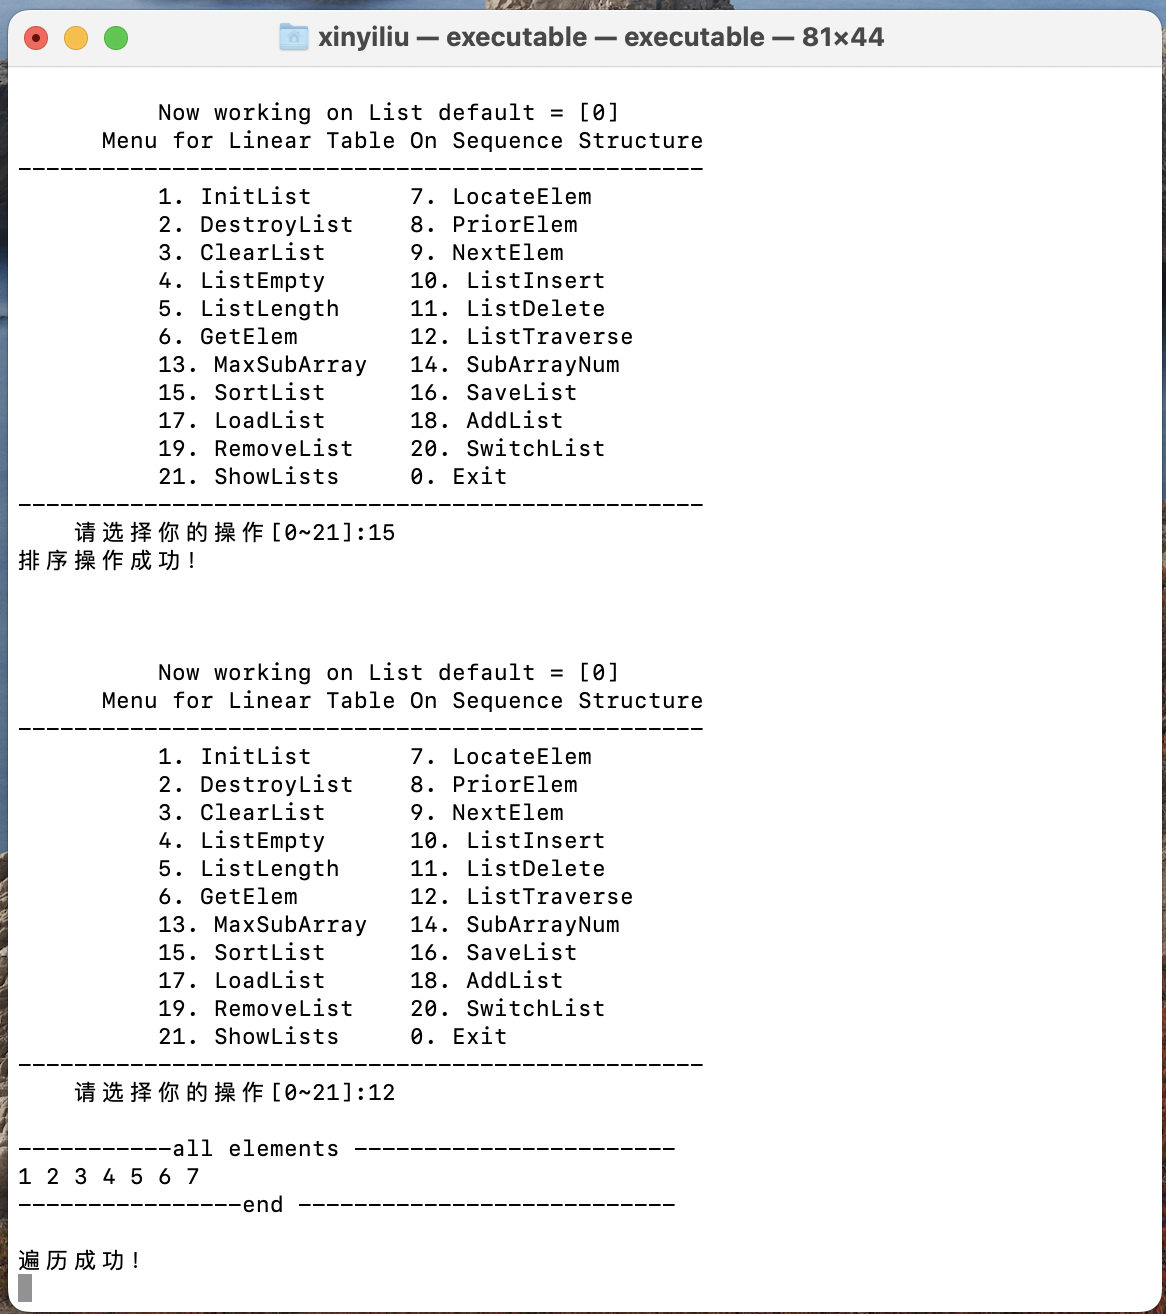 xinyiliu — executable — executable — 81×44
Now working on List default = [0]
Menu for Linear Table On Sequence Structure
-------------------------------------------------
1. InitList 7. LocateElem
2. DestroyList 8. PriorElem
3. ClearList 9. NextElem
4. ListEmpty 10. ListInsert
5. ListLength 11. ListDelete
6. GetElem 12. ListTraverse
13. MaxSubArray 14. SubArrayNum
15. SortList 16. SaveList
17. LoadList 18. AddList
19. RemoveList 20. SwitchList
21. ShowLists 0. Exit
-------------------------------------------------
请选择你的操作[0~21]:15
排序操作成功!
Now working on List default = [0]
Menu for Linear Table On Sequence Structure
-------------------------------------------------
1. InitList 7. LocateElem
2. DestroyList 8. PriorElem
3. ClearList 9. NextElem
4. ListEmpty 10. ListInsert
5. ListLength 11. ListDelete
6. GetElem 12. ListTraverse
13. MaxSubArray 14. SubArrayNum
15. SortList 16. SaveList
17. LoadList 18. AddList
19. RemoveList 20. SwitchList
21. ShowLists 0. Exit
-------------------------------------------------
请选择你的操作[0~21]:12
-----------all elements -----------------------
1 2 3 4 5 6 7
----------------end ---------------------------
遍历成功!